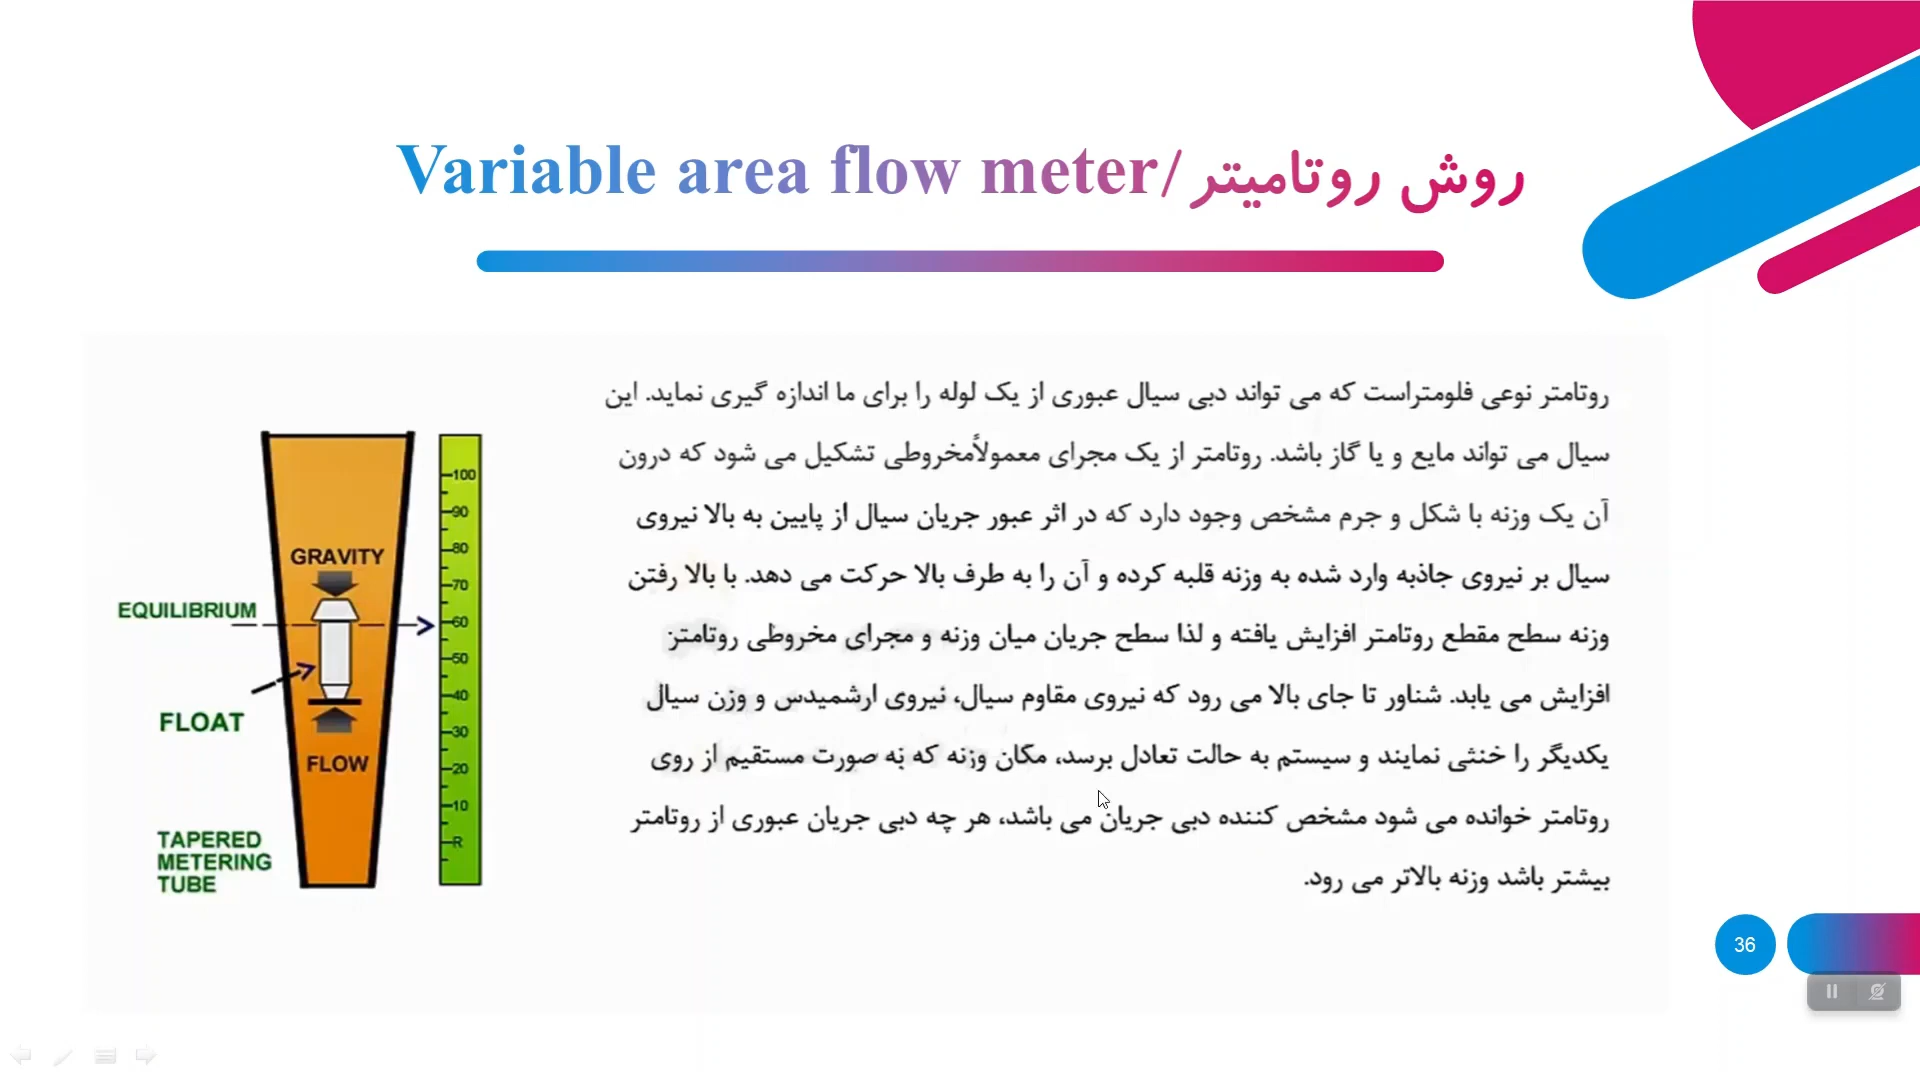 Variable area flow meter/ روش روتامیتر
روتامتر نوعی فلومتراست که می تواند دبی سیال عبوری از یک لوله را برای ما اندازه گیری نماید. این
سیال می تواند مایع و یا گاز باشد. روتامتر از یک مجرای معمولاًمخروطی تشکیل می شود که درون
آن یک وزنه با شکل و جرم مشخص وجود دارد که در اثر عبور جریان سیال از پایین به بالا نیروی
سیال بر نیروی جاذبه وارد شده به وزنه قلبه کرده و آن را به طرف بالا حرکت می دهد. با بالا رفتن
وزنه سطح مقطع روتامتر افزایش یافته و لذا سطح جریان میان وزنه و مجرای مخروطی روتامتر
افزایش می یابد. شناور تا جای بالا می رود که نیروی مقاوم سیال، نیروی ارشمیدس و وزن سیال
یکدیگر را خنثی نمایند و سیستم به حالت تعادل برسد، مکان وزنه که به صورت مستقیم از روی
روتامتر خوانده می شود مشخص کننده دبی جریان می باشد، هر چه دبی جریان عبوری از روتامتر
بیشتر باشد وزنه بالاتر می رود.
GRAVITY
EQUILIBRIUM
FLOAT
FLOW
TAPERED
METERING
TUBE
100
90
80
70
60
50
40
30
20
10
R
36